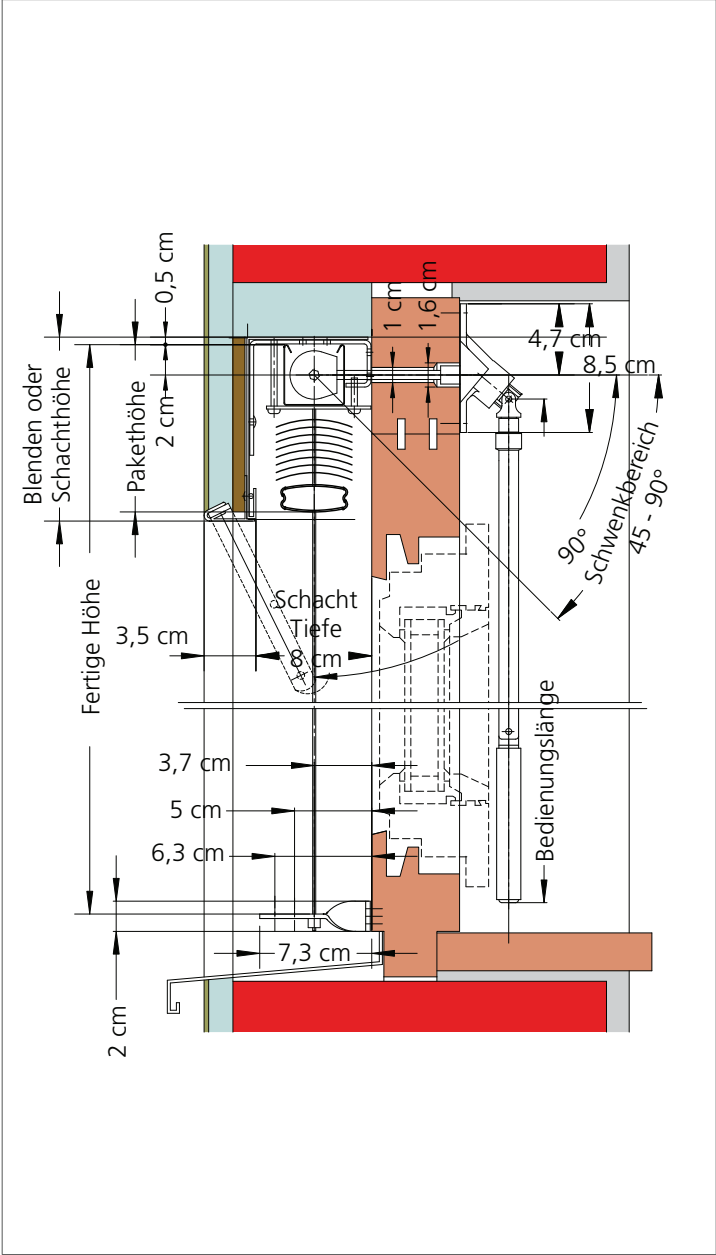 0,5 cm
Blenden oder
Schachthöhe
Pakethöhe
2 cm
1 cm
1,6 cm
4,7 cm
8,5 cm
90°
Schwenkbereich
45 - 90°
Fertige Höhe
3,5 cm
Schacht
Tiefe
8 cm
3,7 cm
5 cm
6,3 cm
Bedienungslänge
7,3 cm
2 cm